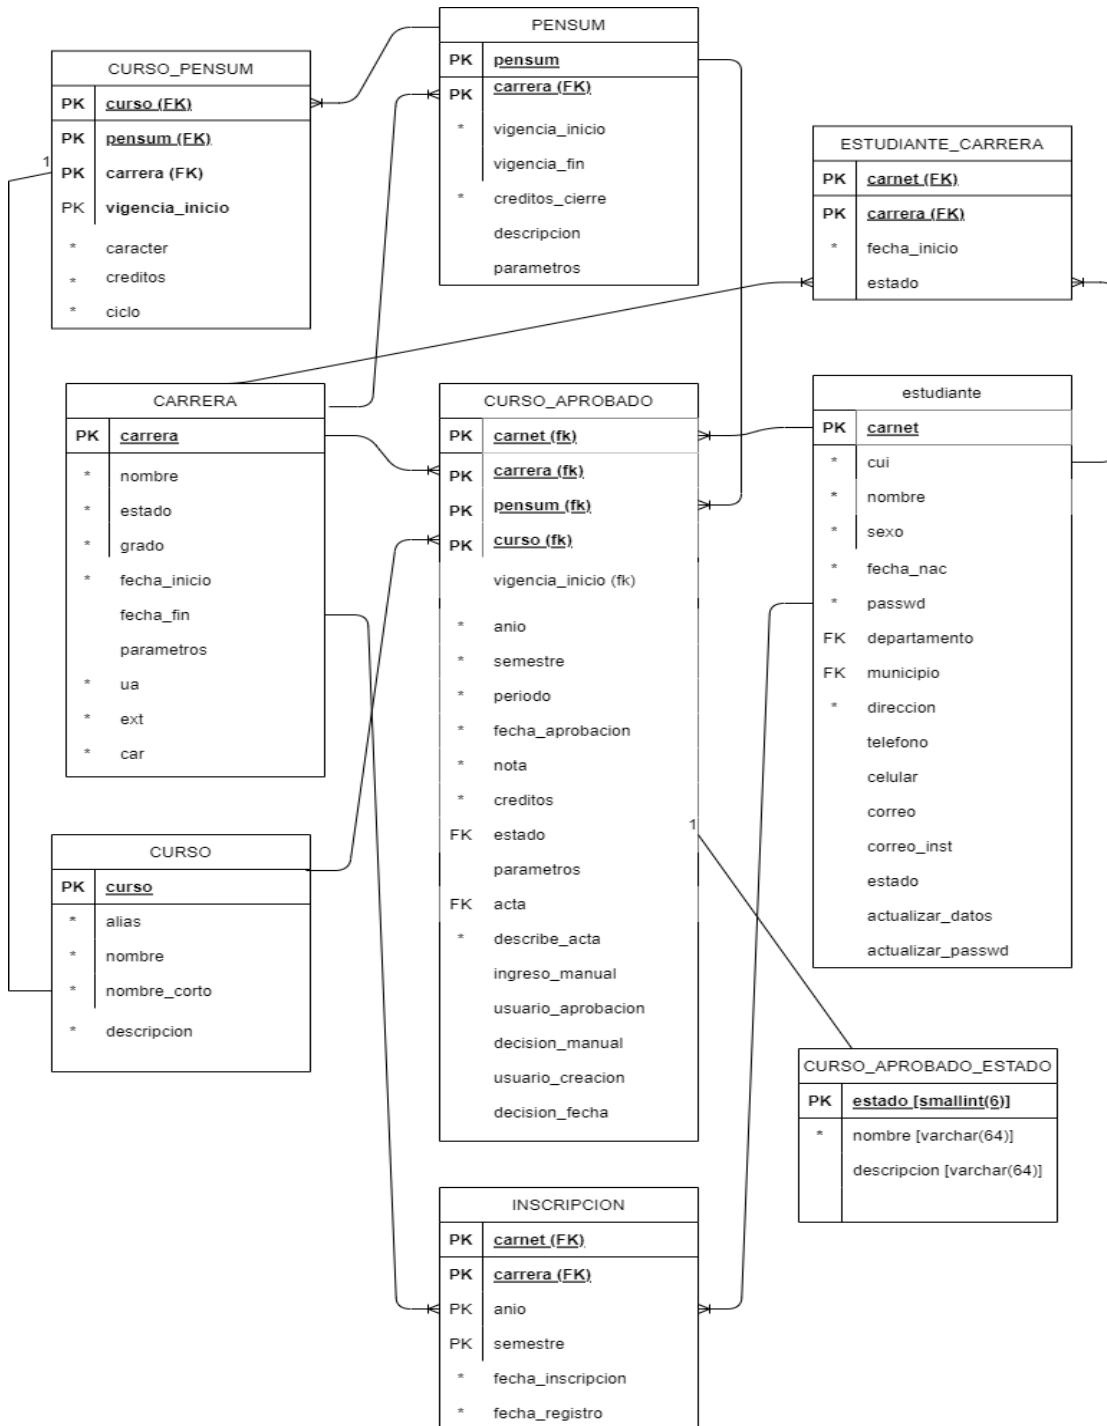 PENSUM
PK pensum
PK carrera (FK)
* vigencia_inicio
vigencia_fin
* creditos_cierre
descripcion
parametros
CURSO_PENSUM
PK curso (FK)
PK pensum (FK)
1
PK carrera (FK)
PK vigencia_inicio
* caracter
* creditos
* ciclo
ESTUDIANTE_CARRERA
PK carnet (FK)
PK carrera (FK)
* fecha_inicio
estado
CARRERA
PK carrera
* nombre
* estado
* grado
* fecha_inicio
fecha_fin
parametros
* ua
* ext
* car
CURSO_APROBADO
PK carnet (fk)
PK carrera (fk)
PK pensum (fk)
PK curso (fk)
vigencia_inicio (fk)
* anio
* semestre
* periodo
* fecha_aprobacion
* nota
* creditos
1
FK estado
parametros
FK acta
* describe_acta
ingreso_manual
usuario_aprobacion
decision_manual
usuario_creacion
decision_fecha
estudiante
PK carnet
* cui
* nombre
* sexo
* fecha_nac
* passwd
FK departamento
FK municipio
* direccion
telefono
celular
correo
correo_inst
estado
actualizar_datos
actualizar_passwd
CURSO
PK curso
* alias
* nombre
* nombre_corto
* descripcion
CURSO_APROBADO_ESTADO
PK estado [smallint(6)]
* nombre [varchar(64)]
descripcion [varchar(64)]
INSCRIPCION
PK carnet (FK)
PK carrera (FK)
PK anio
PK semestre
* fecha_inscripcion
* fecha_registro